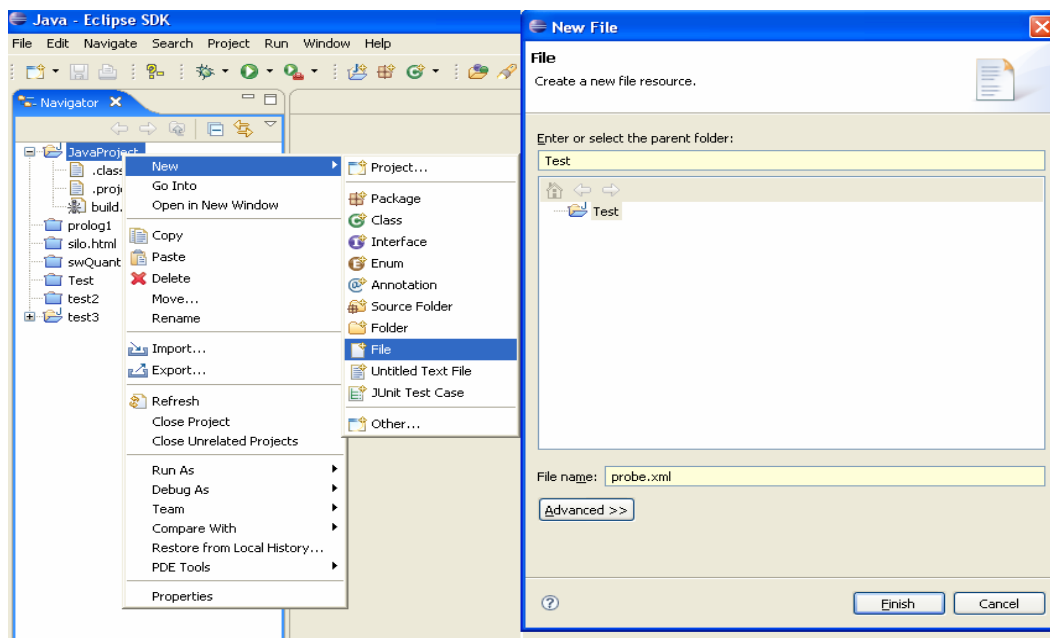 Java - Eclipse SDK
File Edit Navigate Search Project Run Window Help
Navigator
JavaProject
.class
.proj
build.
prolog1
silo.html
swQuant
Test
test2
test3
New
Go Into
Open in New Window
Copy
Paste
Delete
Move...
Rename
Import...
Export...
Refresh
Close Project
Close Unrelated Projects
Run As
Debug As
Team
Compare With
Restore from Local History...
PDE Tools
Properties
Project...
Package
Class
Interface
Enum
Annotation
Source Folder
Folder
File
Untitled Text File
JUnit Test Case
Other...
New File
File
Create a new file resource.
Enter or select the parent folder:
Test
Test
File name: probe.xml
Advanced >>
Finish Cancel